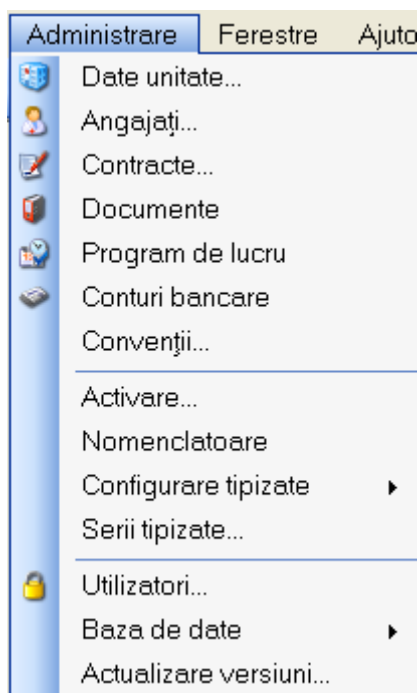 Administrare Ferestre Ajuto
Date unitate...
Angajaţi...
Contracte...
Documente
Program de lucru
Conturi bancare
Convenţii...
Activare...
Nomenclatoare
Configurare tipizate
Serii tipizate...
Utilizatori...
Baza de date
Actualizare versiuni...